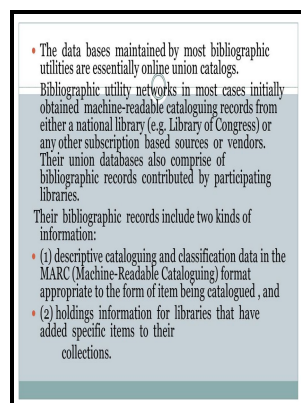 • The data bases maintained by most bibliographic
utilities are essentially online union catalogs.
Bibliographic utility networks in most cases initially
obtained machine-readable cataloguing records from
either a national library (e.g. Library of Congress) or
any other subscription based sources or vendors.
Their union databases also comprise of
bibliographic records contributed by participating
libraries.
Their bibliographic records include two kinds of
information:
• (1) descriptive cataloguing and classification data in the
MARC (Machine-Readable Cataloguing) format
appropriate to the form of item being catalogued , and
• (2) holdings information for libraries that have
added specific items to their
collections.